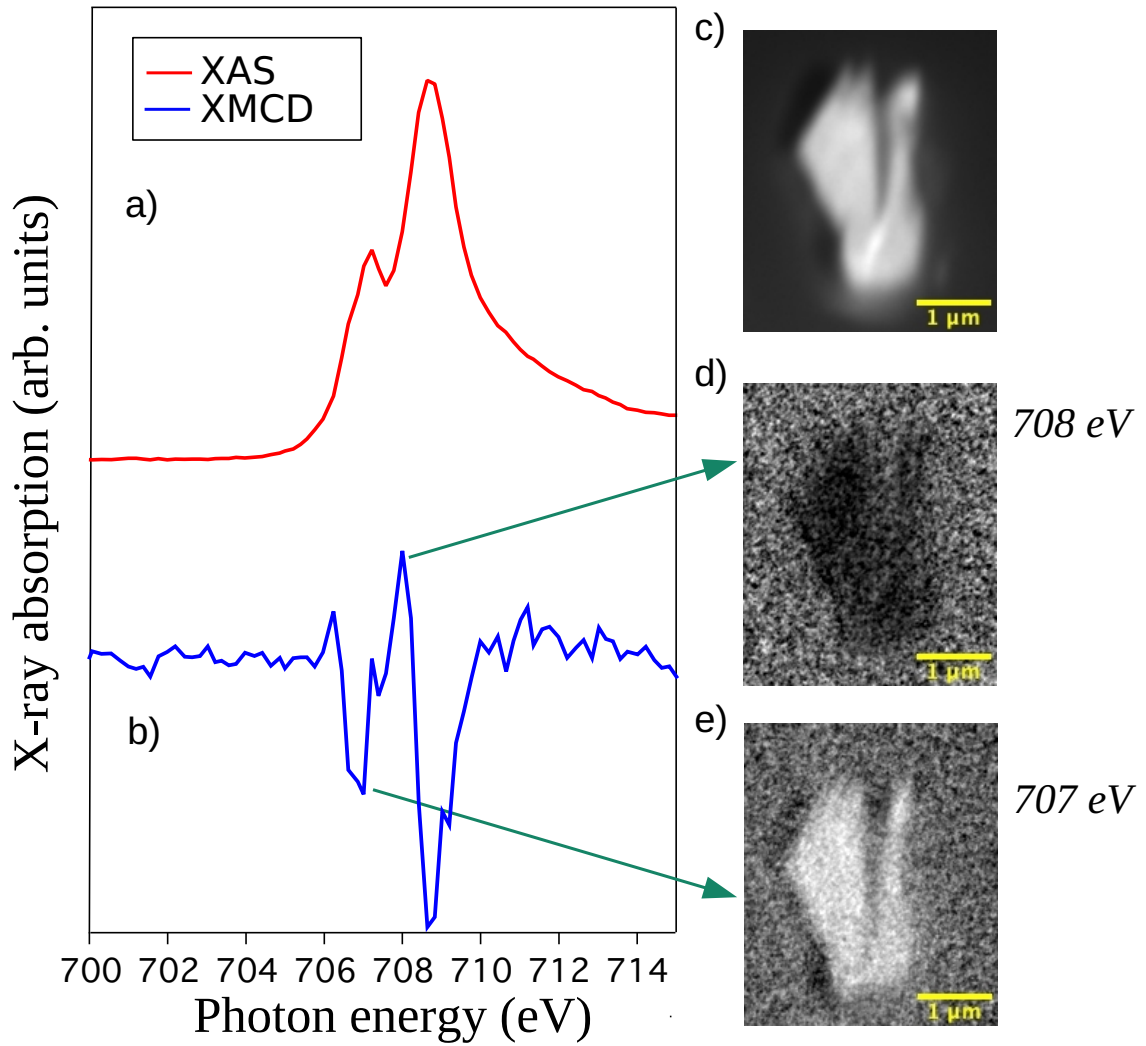 XAS
XMCD
a)
b)
X-ray absorption (arb. units)
700 702 704 706 708 710 712 714
Photon energy (eV)
c)
1 μm
d)
708 eV
1 μm
e)
707 eV
1 μm